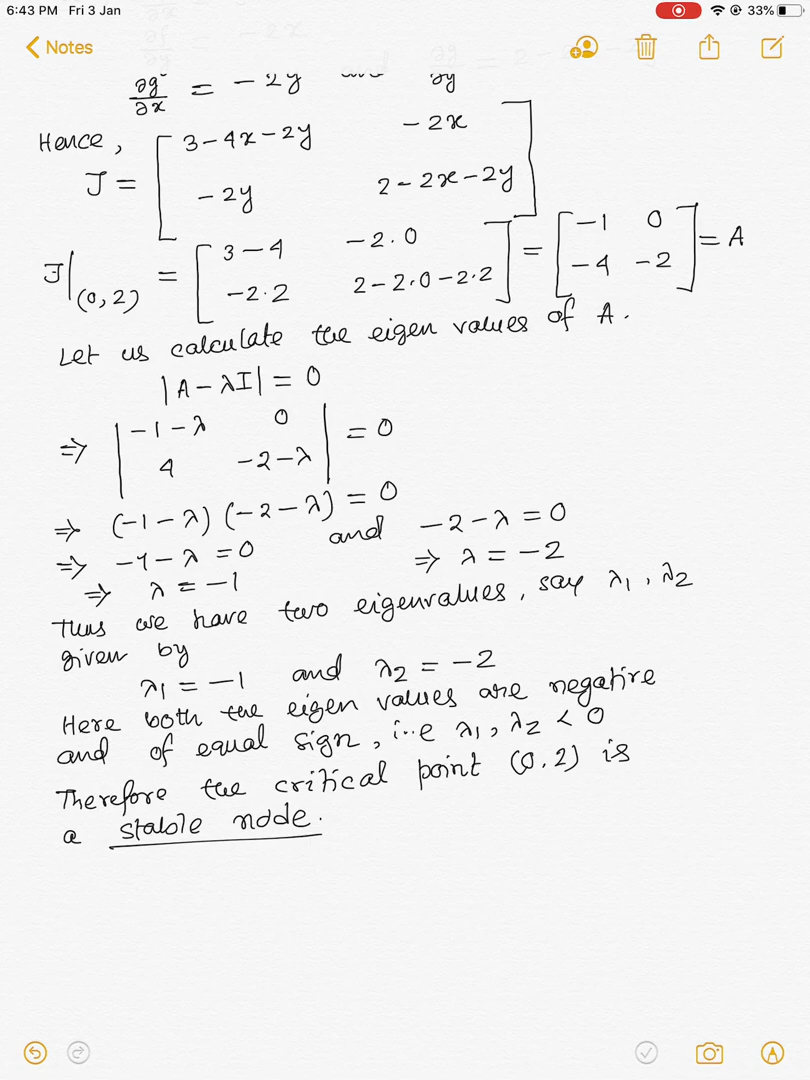 6:43 PM Fri 3 Jan 33%
Notes
∂g/∂x = -2y and ∂y
Hence,
J = [ 3-4x-2y -2x
-2y 2-2x-2y ]
J|(0,2) = [ 3-4 -2.0
-2.2 2-2.0-2.2 ] = [ -1 0
-4 -2 ] = A
Let us calculate the eigen values of A.
|A-λI| = 0
⇒ | -1-λ 0
4 -2-λ | = 0
⇒ (-1-λ) (-2-λ) = 0
⇒ -1-λ = 0 and -2-λ = 0
⇒ λ = -1 ⇒ λ = -2
Thus we have two eigenvalues, say λ1, λ2
given by
λ1 = -1 and λ2 = -2
Here both the eigen values are negative
and of equal sign, i.e λ1, λ2 < 0
Therefore the critical point (0,2) is
a stable node.